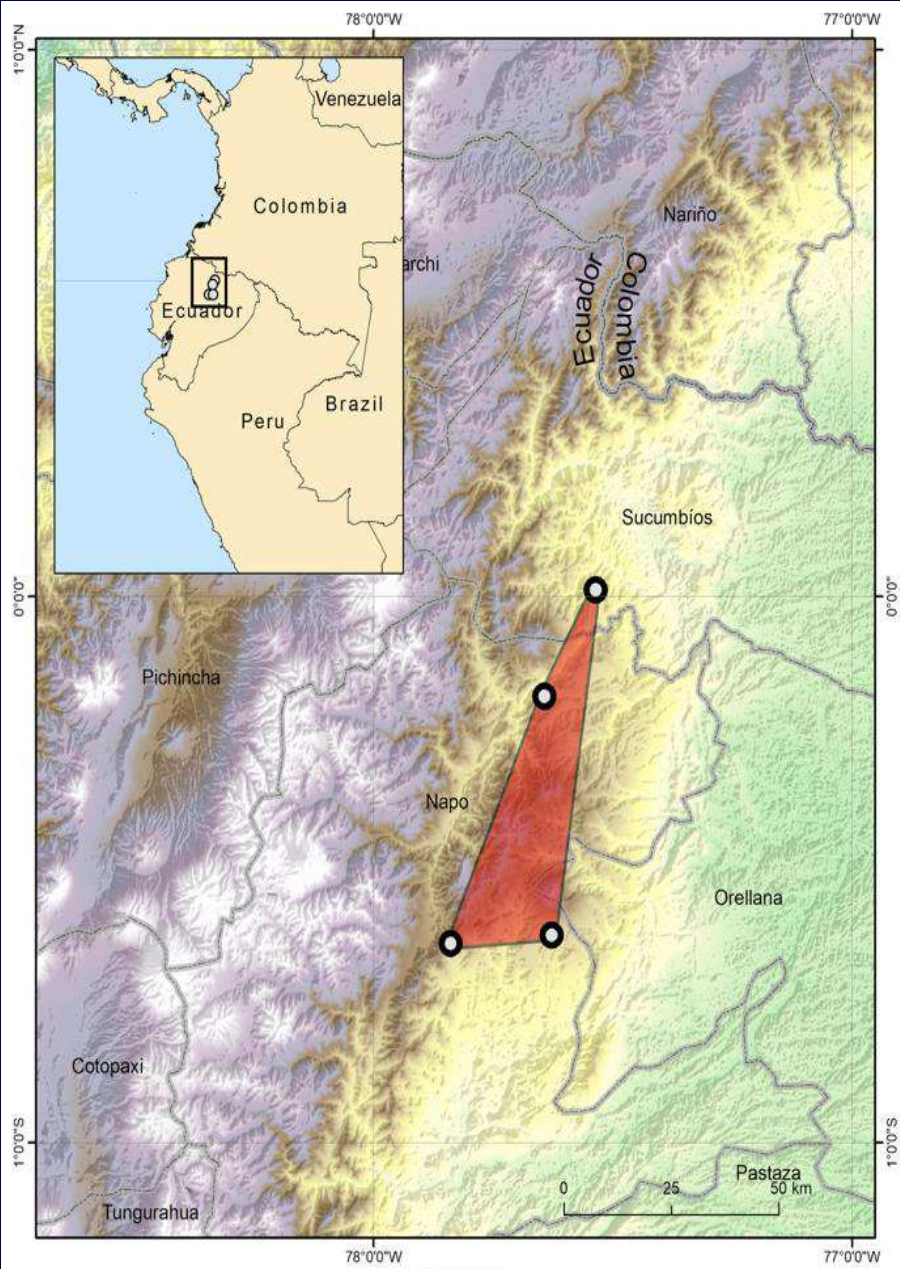 78°0'0"W
77°0'0"W
1°0'0"N
Venezuela
Colombia
Ecuador
Peru
Brazil
Nariño
archi
Ecuador
Colombia
Sucumbíos
0°0'0"
0°0'0"
Pichincha
Napo
Orellana
Cotopaxi
1°0'0"S
1°0'0"S
Pastaza
0 25 50 km
Tungurahua
78°0'0"W
77°0'0"W